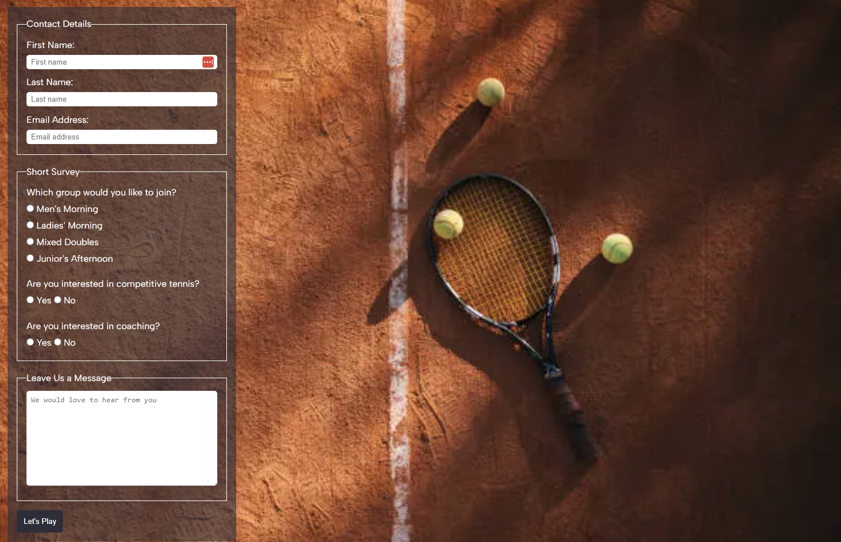 Contact Details
First Name:
First name
Last Name:
Last name
Email Address:
Email address
Short Survey
Which group would you like to join?
Men's Morning
Ladies' Morning
Mixed Doubles
Junior's Afternoon
Are you interested in competitive tennis?
Yes No
Are you interested in coaching?
Yes No
Leave Us a Message
We would love to hear from you
Let's Play